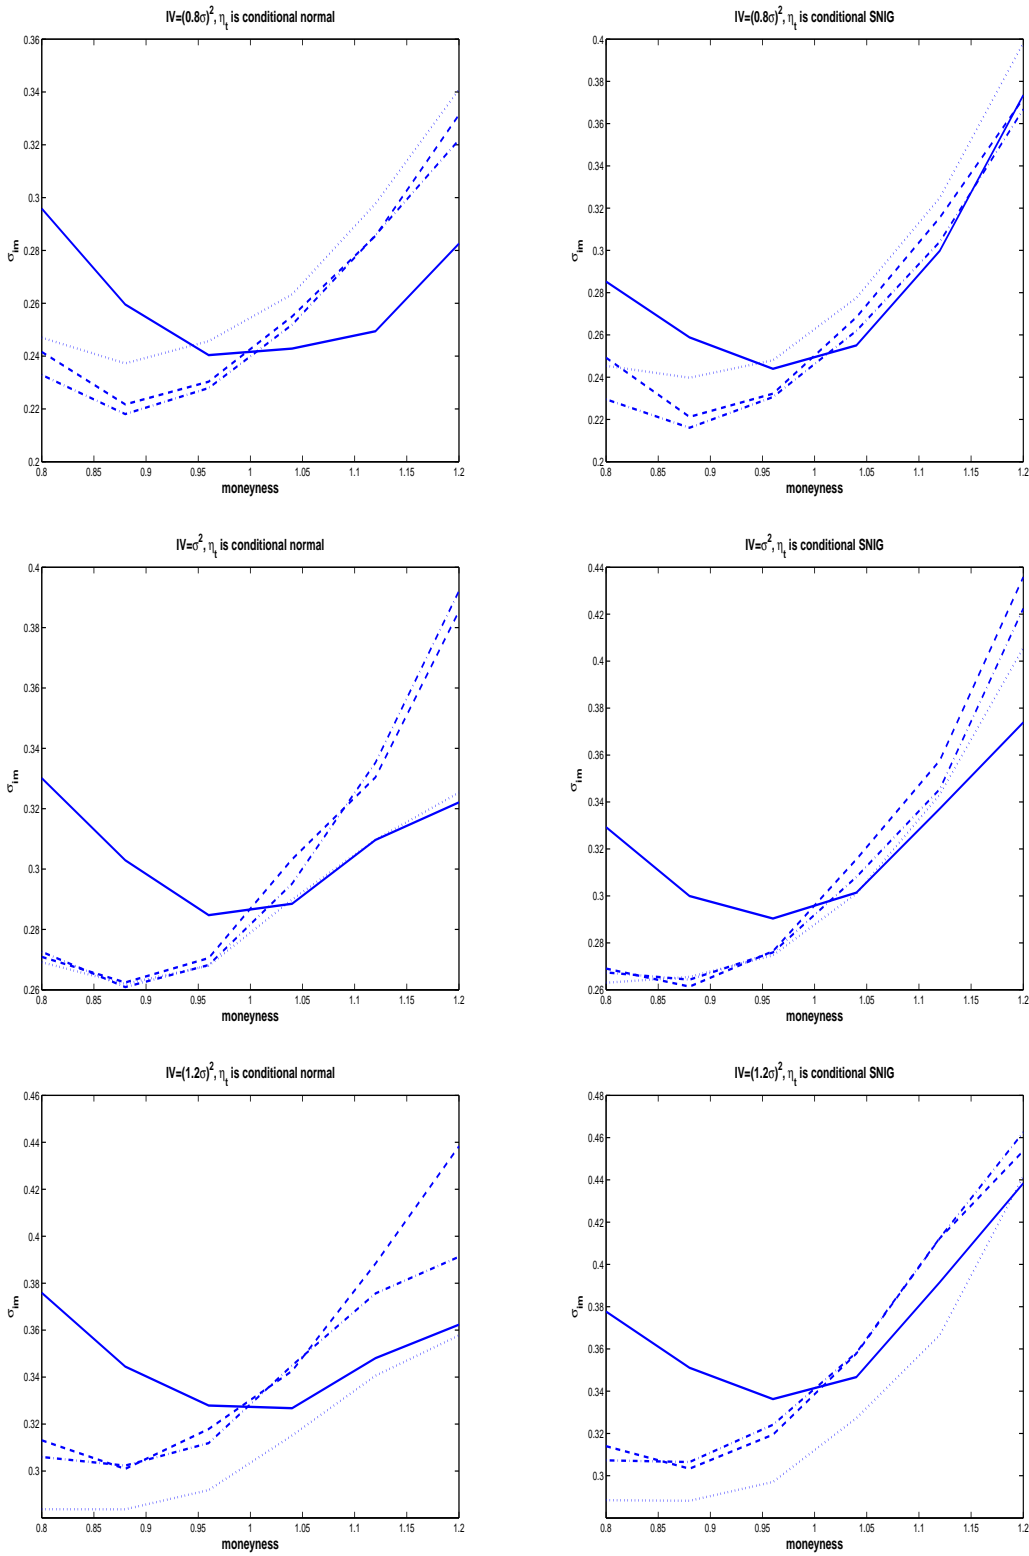 IV=(0.8σ)², ηₜ is conditional normal
0.36
0.34
0.32
0.3
0.28
0.26
0.24
0.22
0.2
σim
0.8 0.85 0.9 0.95 1 1.05 1.1 1.15 1.2
moneyness
IV=(0.8σ)², ηₜ is conditional SNIG
0.4
0.38
0.36
0.34
0.32
0.3
0.28
0.26
0.24
0.22
0.2
σim
0.8 0.85 0.9 0.95 1 1.05 1.1 1.15 1.2
moneyness
IV=σ², ηₜ is conditional normal
0.4
0.38
0.36
0.34
0.32
0.3
0.28
0.26
σim
0.8 0.85 0.9 0.95 1 1.05 1.1 1.15 1.2
moneyness
IV=σ², ηₜ is conditional SNIG
0.44
0.42
0.4
0.38
0.36
0.34
0.32
0.3
0.28
0.26
σim
0.8 0.85 0.9 0.95 1 1.05 1.1 1.15 1.2
moneyness
IV=(1.2σ)², ηₜ is conditional normal
0.46
0.44
0.42
0.4
0.38
0.36
0.34
0.32
0.3
σim
0.8 0.85 0.9 0.95 1 1.05 1.1 1.15 1.2
moneyness
IV=(1.2σ)², ηₜ is conditional SNIG
0.48
0.46
0.44
0.42
0.4
0.38
0.36
0.34
0.32
0.3
σim
0.8 0.85 0.9 0.95 1 1.05 1.1 1.15 1.2
moneyness